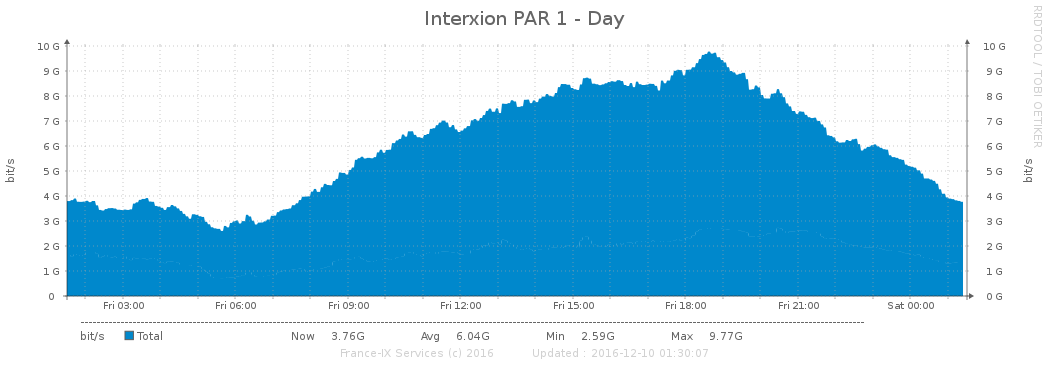 Interxion PAR 1 - Day
RRDTOOL / TOBI OETIKER
10 G 10 G
9 G 9 G
8 G 8 G
7 G 7 G
6 G 6 G
5 G 5 G
4 G 4 G
3 G 3 G
2 G 2 G
1 G 1 G
0 0 G
bit/s bit/s
Fri 03:00 Fri 06:00 Fri 09:00 Fri 12:00 Fri 15:00 Fri 18:00 Fri 21:00 Sat 00:00
bit/s Total Now 3.76G Avg 6.04G Min 2.59G Max 9.77G
France-IX Services (c) 2016 Updated : 2016-12-10 01:30:07